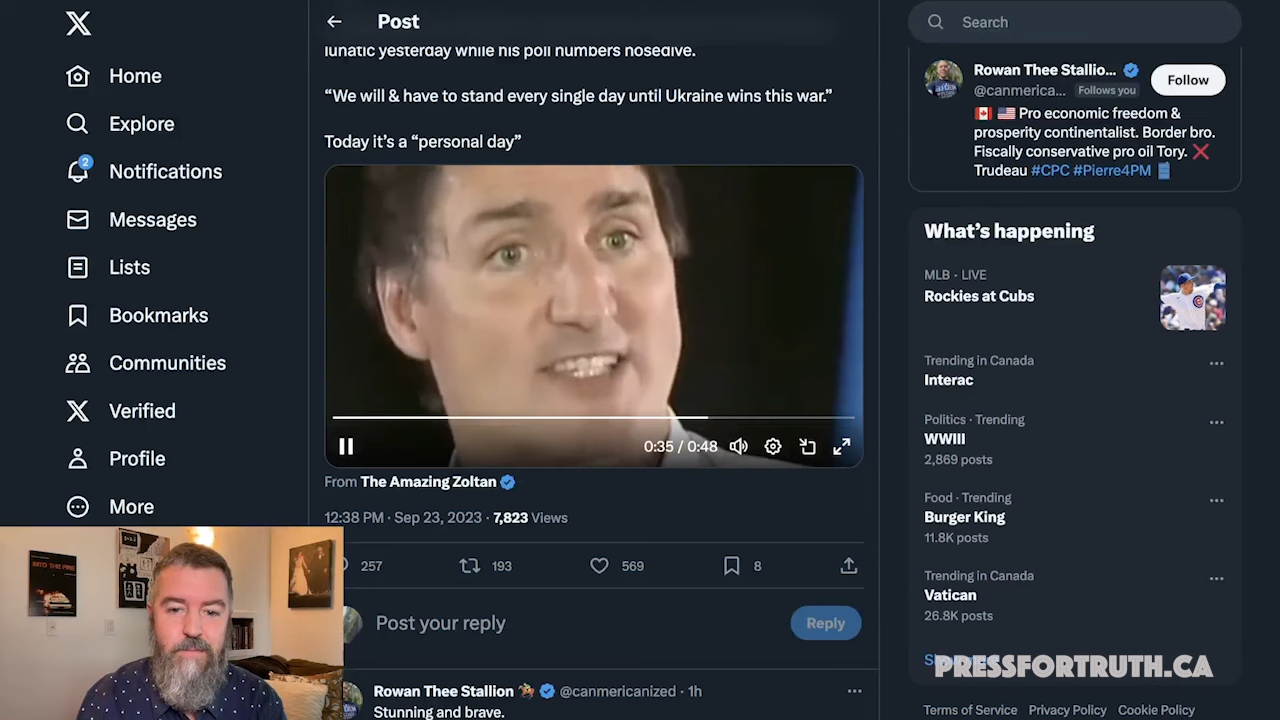 Post
lunatic yesterday while his poll numbers nosedive.
“We will & have to stand every single day until Ukraine wins this war.”
Today it’s a “personal day”
0:35 / 0:48
From The Amazing Zoltan
12:38 PM · Sep 23, 2023 · 7,823 Views
257
193
569
8
Post your reply
Reply
Rowan Thee Stallion @canmericanized · 1h
Stunning and brave.
Home
Explore
2
Notifications
Messages
Lists
Bookmarks
Communities
Verified
Profile
More
INTO THE FIRE
Search
Rowan Thee Stallio...
@canmerica... Follows you
Follow
Pro economic freedom &
prosperity continentalist. Border bro.
Fiscally conservative pro oil Tory. ❌
Trudeau #CPC #Pierre4PM
What’s happening
MLB · LIVE
Rockies at Cubs
Trending in Canada
Interac
Politics · Trending
WWIII
2,869 posts
Food · Trending
Burger King
11.8K posts
Trending in Canada
Vatican
26.8K posts
PRESSFORTRUTH.CA
Terms of Service Privacy Policy Cookie Policy